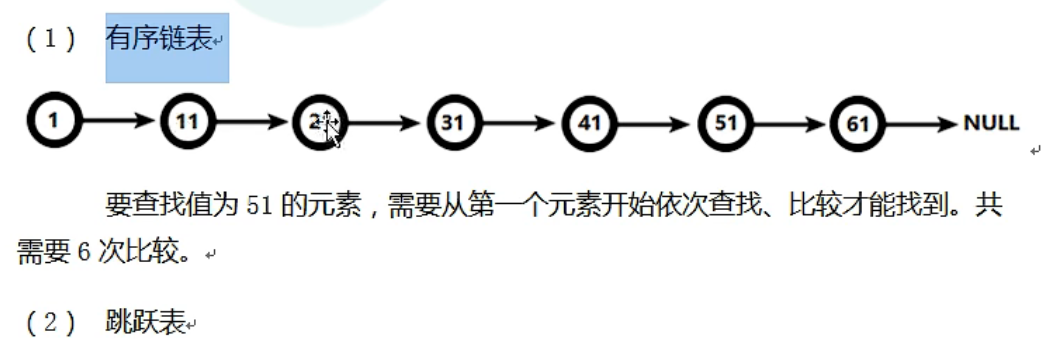 （1） 有序链表
1 11 31 41 51 61 NULL
要查找值为 51 的元素，需要从第一个元素开始依次查找、比较才能找到。共
需要 6 次比较。
（2） 跳跃表